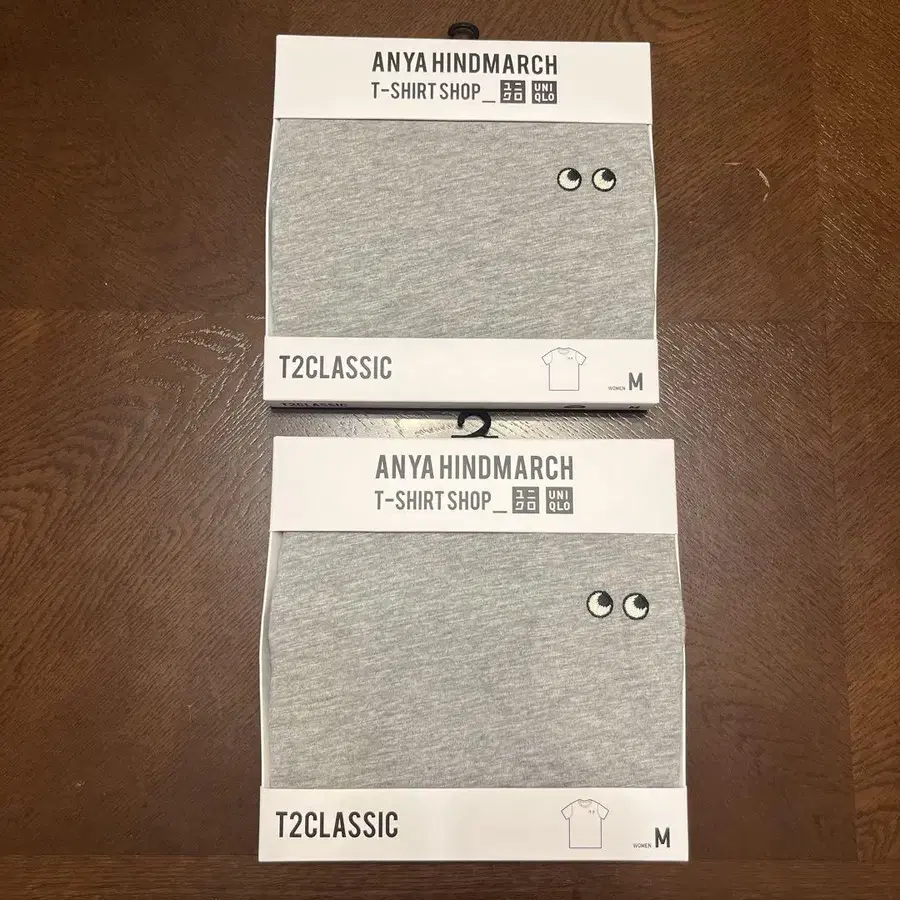 ANYA HINDMARCH
T-SHIRT SHOP_ ユニクロ UNIQLO
T2CLASSIC
WOMEN M
T2CLASSIC M
ANYA HINDMARCH
T-SHIRT SHOP_ ユニクロ UNIQLO
T2CLASSIC
WOMEN M